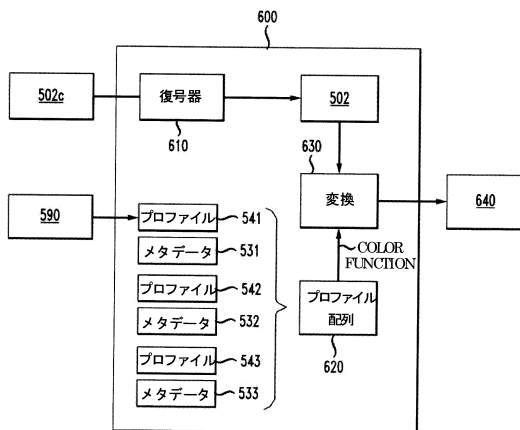 600
502c
復号器
502
610
630
変換
640
590
プロファイル
541
メタデータ
531
COLOR
FUNCTION
プロファイル
542
メタデータ
532
プロファイル
配列
620
プロファイル
543
メタデータ
533